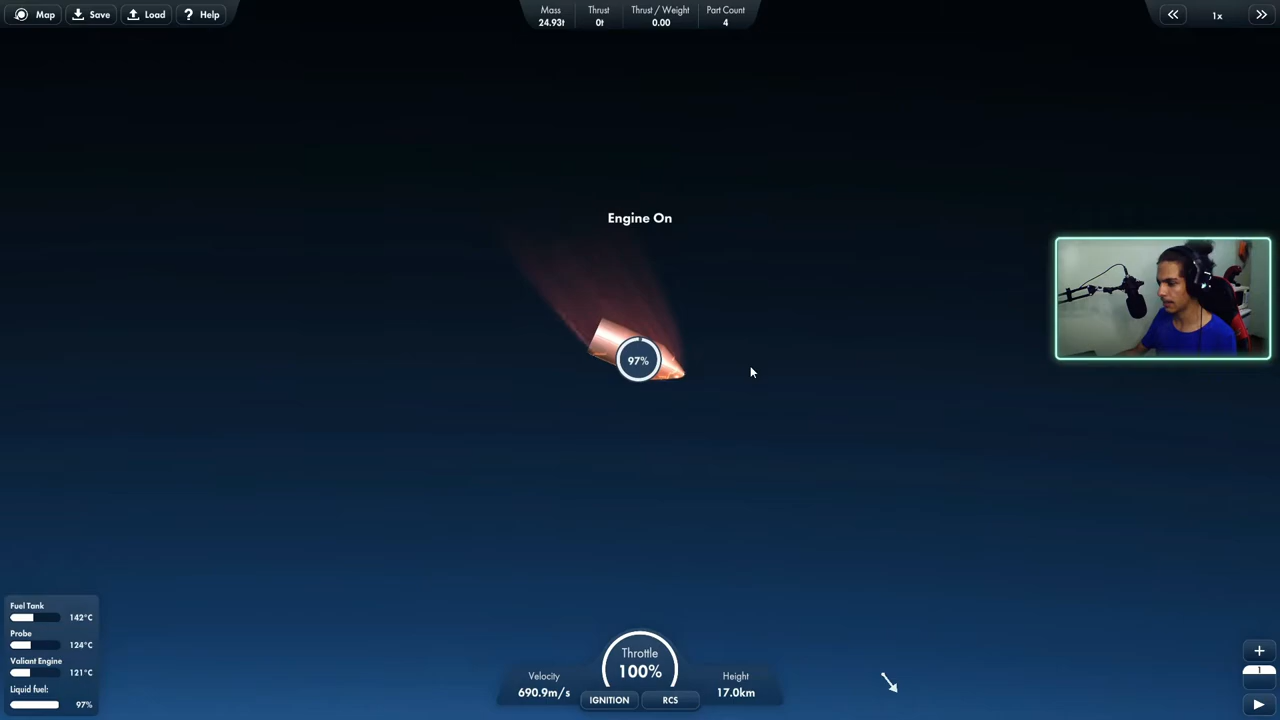 Map Save Load ? Help
Mass Thrust Thrust / Weight Part Count
24.93t 0t 0.00 4
1x
Engine On
97%
Fuel Tank
142°C
Probe
124°C
Valiant Engine
121°C
Liquid fuel:
97%
Throttle
100%
Velocity
690.9m/s
Height
17.0km
IGNITION RCS
1